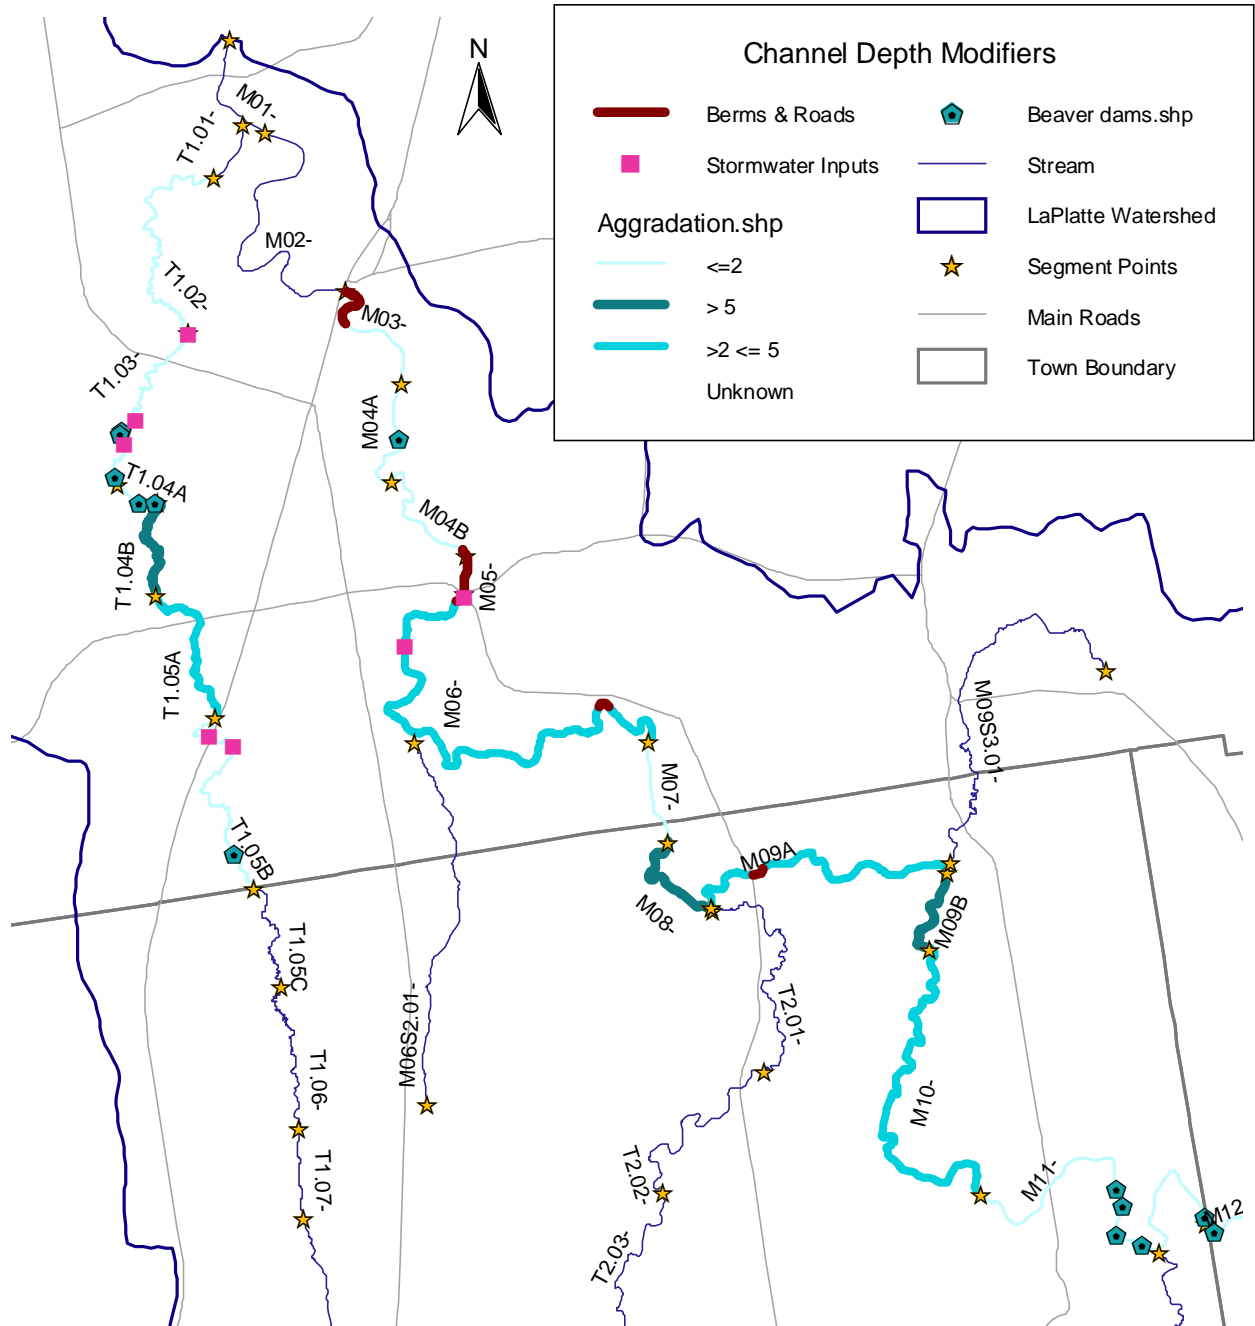 Channel Depth Modifiers
Berms & Roads
Stormwater Inputs
Aggradation.shp
<=2
> 5
>2 <= 5
Unknown
Beaver dams.shp
Stream
LaPlatte Watershed
Segment Points
Main Roads
Town Boundary
N
M01-
T1.01-
M02-
T1.02-
M03-
T1.03-
M04A
T1.04A
M04B
T1.04B
M05-
T1.05A
M06-
M09S3.01-
M07-
T1.05B
M09A
M08-
M09B
T1.05C
T2.01-
M06S2.01-
T1.06-
M10-
T1.07-
T2.02-
M11-
M12
T2.03-